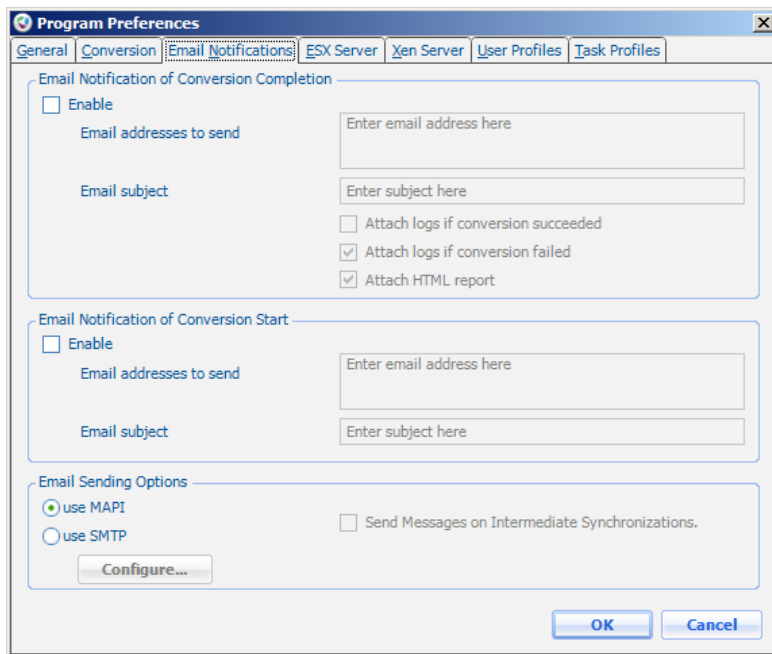 Program Preferences
General Conversion Email Notifications ESX Server Xen Server User Profiles Task Profiles
Email Notification of Conversion Completion
Enable
Email addresses to send
Enter email address here
Email subject
Enter subject here
Attach logs if conversion succeeded
Attach logs if conversion failed
Attach HTML report
Email Notification of Conversion Start
Enable
Email addresses to send
Enter email address here
Email subject
Enter subject here
Email Sending Options
use MAPI
Send Messages on Intermediate Synchronizations.
use SMTP
Configure...
OK Cancel